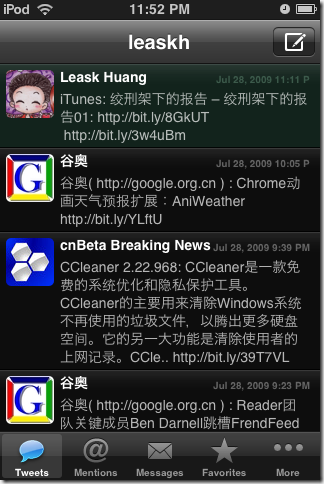 iPod 11:52 PM
leaskh
Leask Huang Jul 28, 2009 11:11 P
iTunes: 绞刑架下的报告 – 绞刑架下的报
告01: http://bit.ly/8GkUT
http://bit.ly/3w4uBm
谷奥 Jul 28, 2009 10:05 P
谷奥( http://google.org.cn ) : Chrome动
画天气预报扩展：AniWeather
http://bit.ly/YLftU
cnBeta Breaking News Jul 28, 2009 9:39 PM
CCleaner 2.22.968: CCleaner是一款免
费的系统优化和隐私保护工具。
CCleaner的主要用来清除Windows系统
不再使用的垃圾文件，以腾出更多硬盘
空间。它的另一大功能是清除使用者的
上网记录。CCle.. http://bit.ly/39T7VL
谷奥 Jul 28, 2009 9:23 PM
谷奥( http://google.org.cn ) : Reader团
队关键成员Ben Darnell跳槽FrendFeed
Tweets Mentions Messages Favorites More